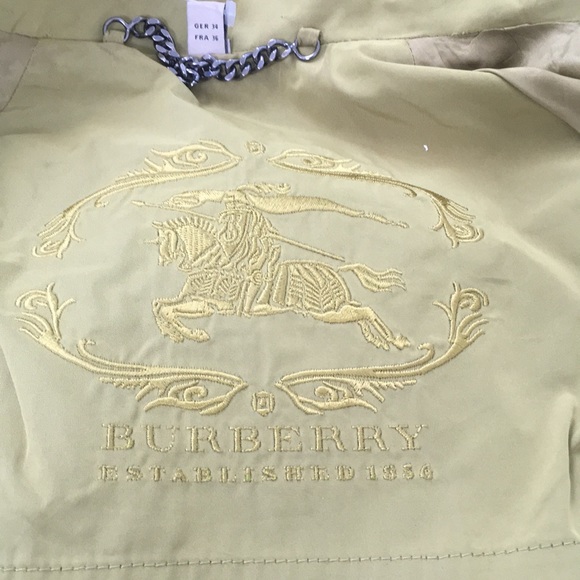 GER 34
FRA 36
BURBERRY
ESTABLISHED 1856